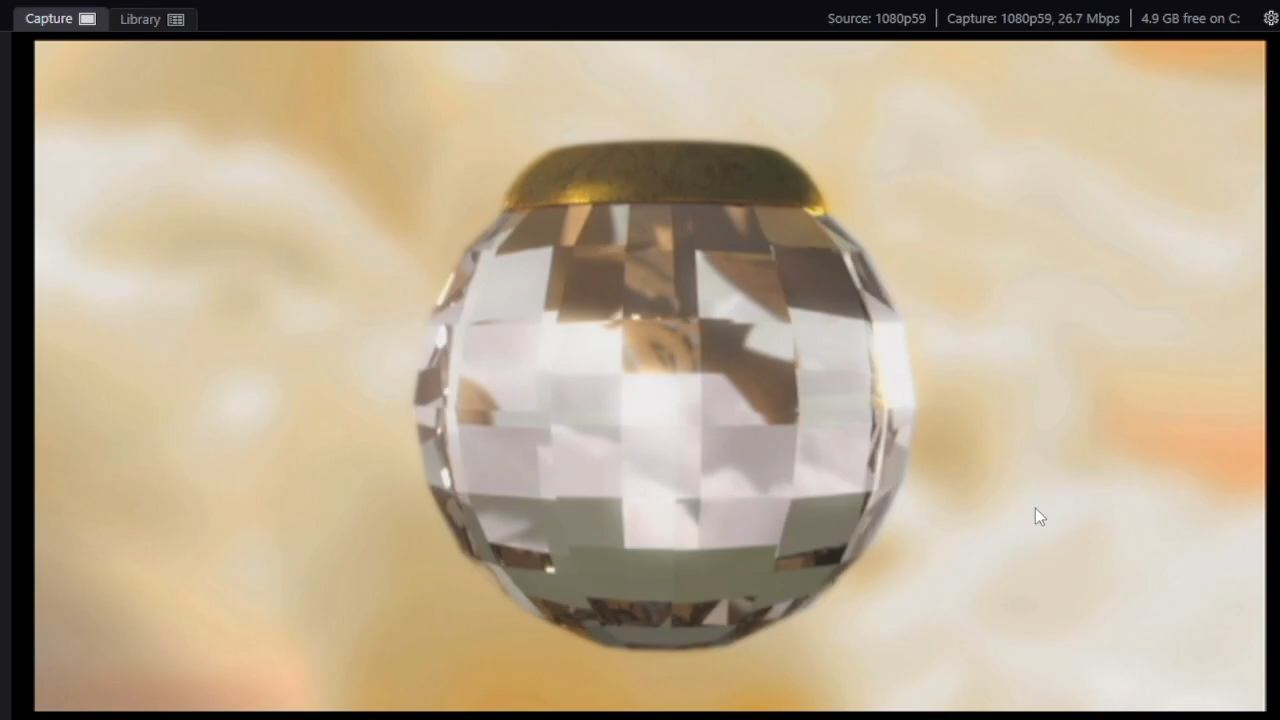 Capture
Library
Source: 1080p59
Capture: 1080p59, 26.7 Mbps
4.9 GB free on C: